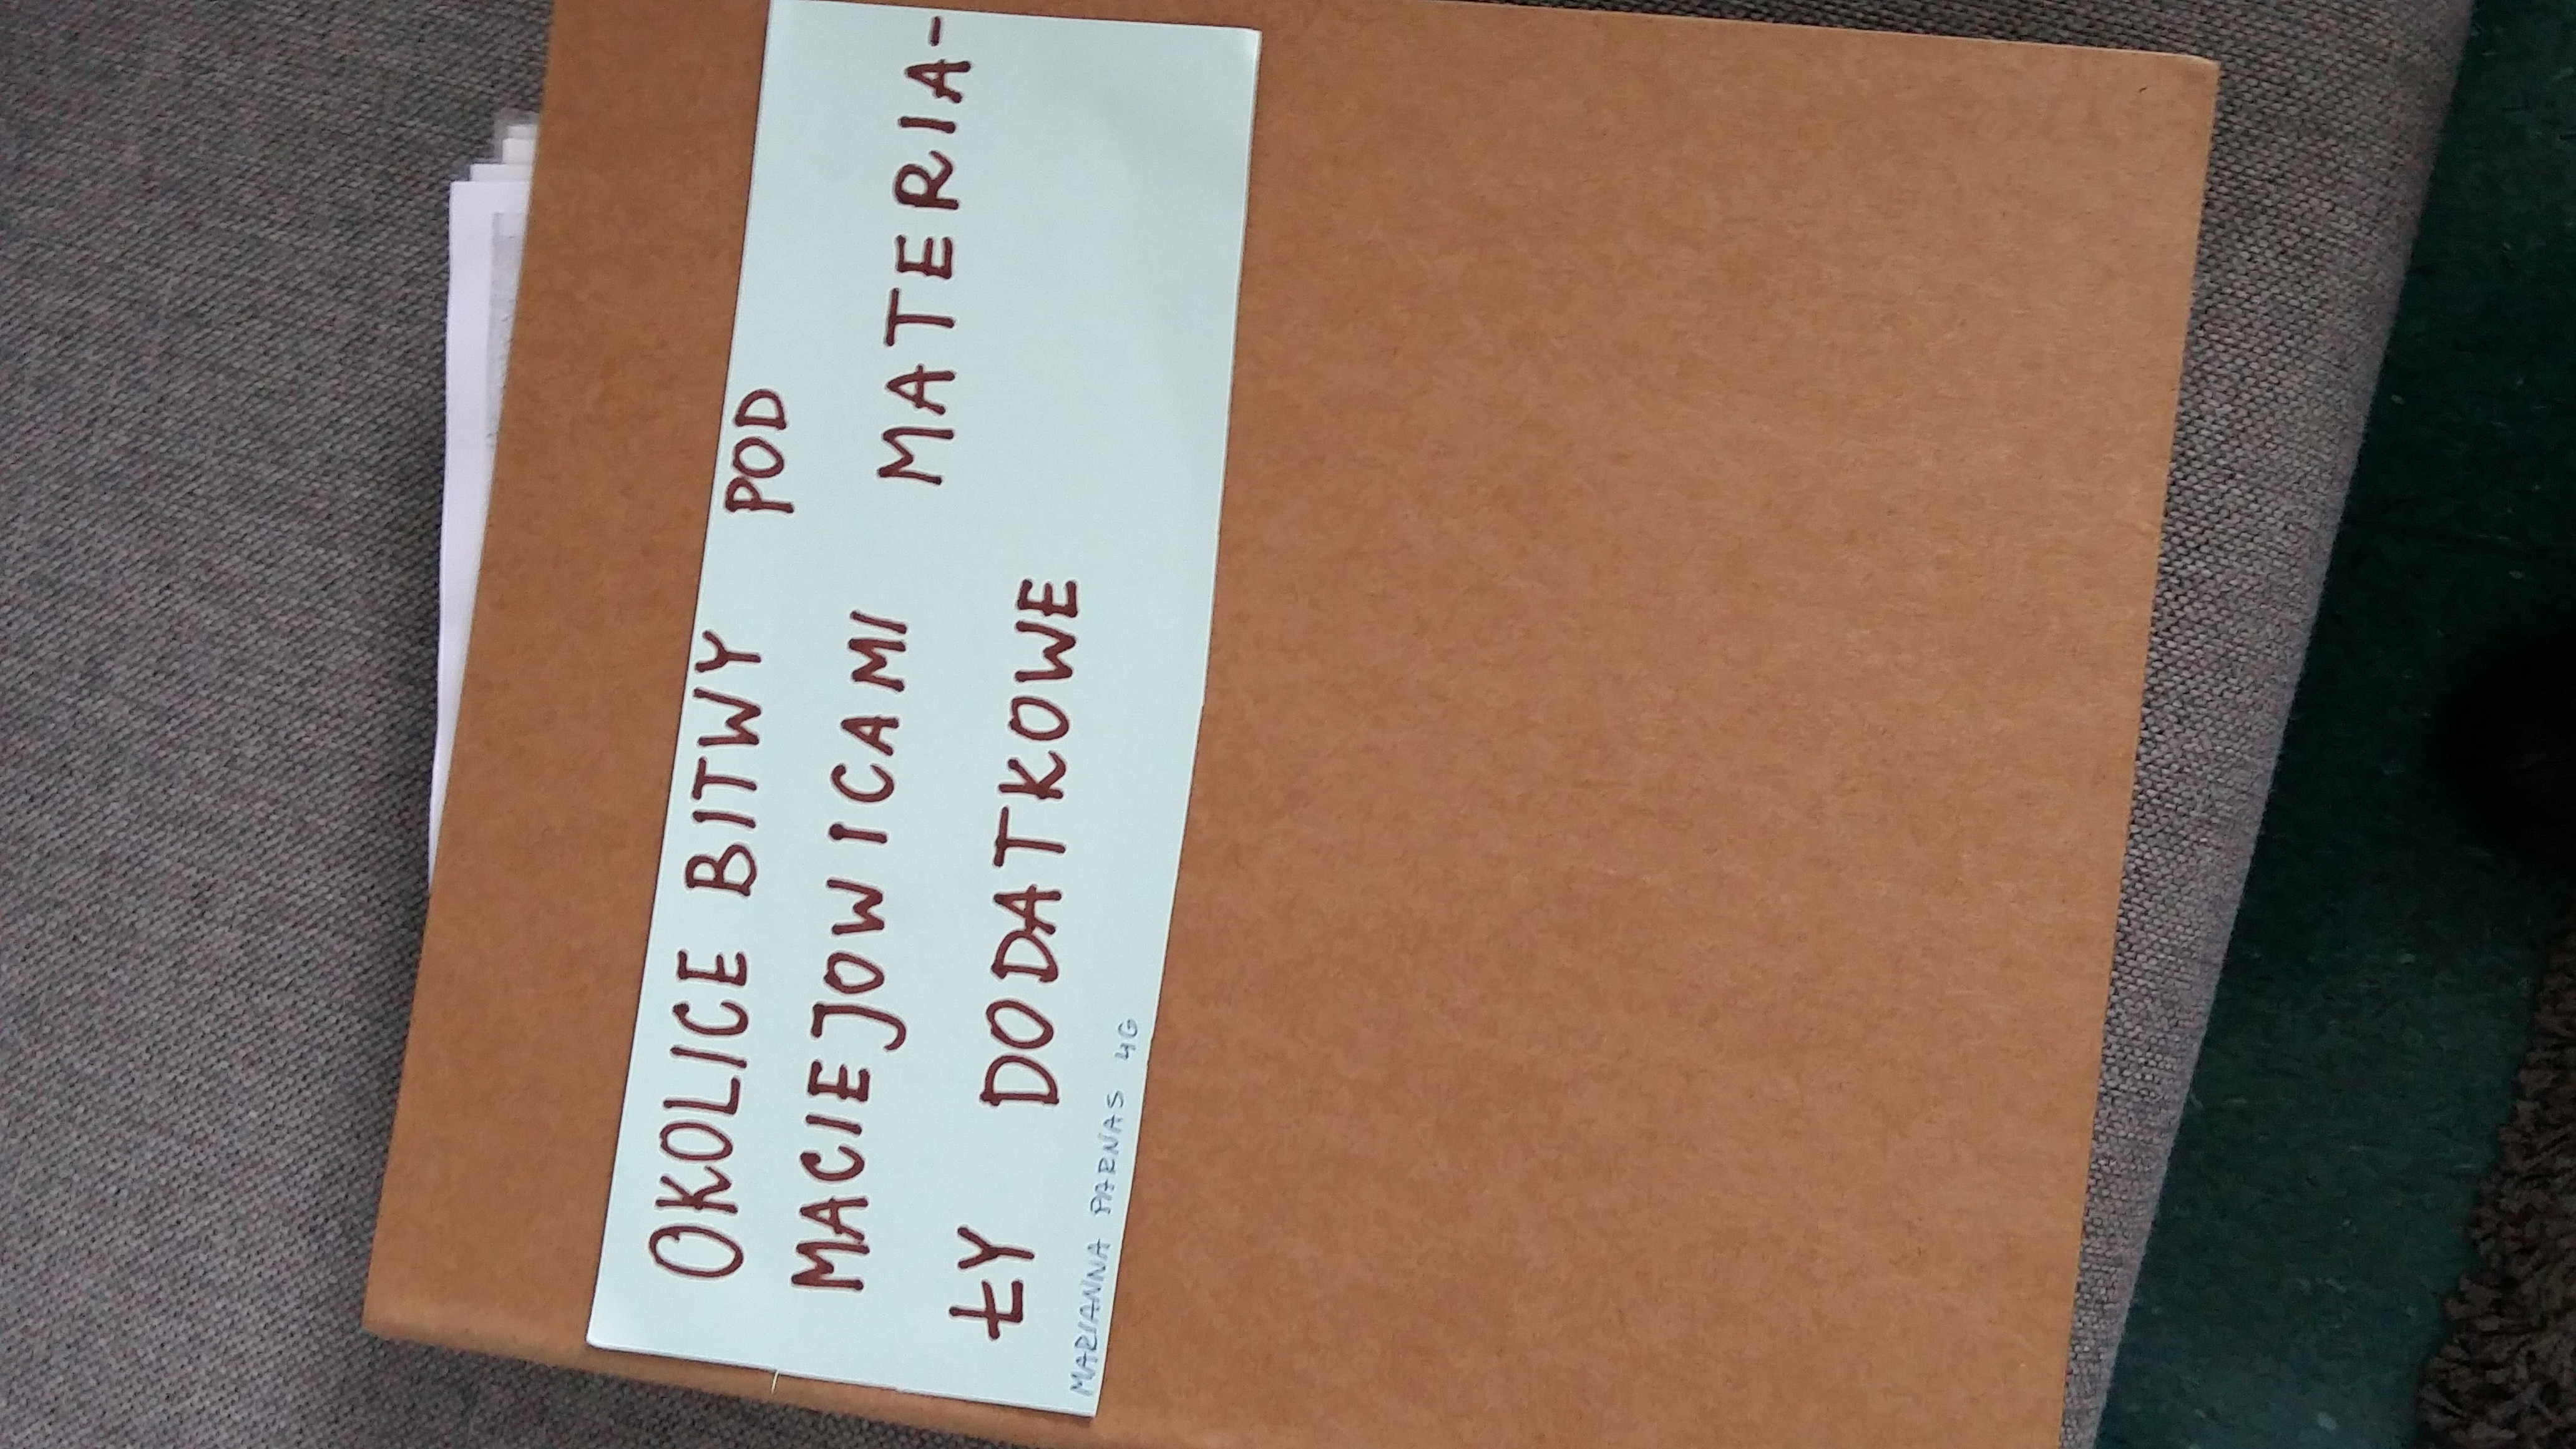 OKOLICE BITWY POD
MACIEJOWICAMI MATERIA-
ŁY DODATKOWE
MARIANNA PARNAS 4G